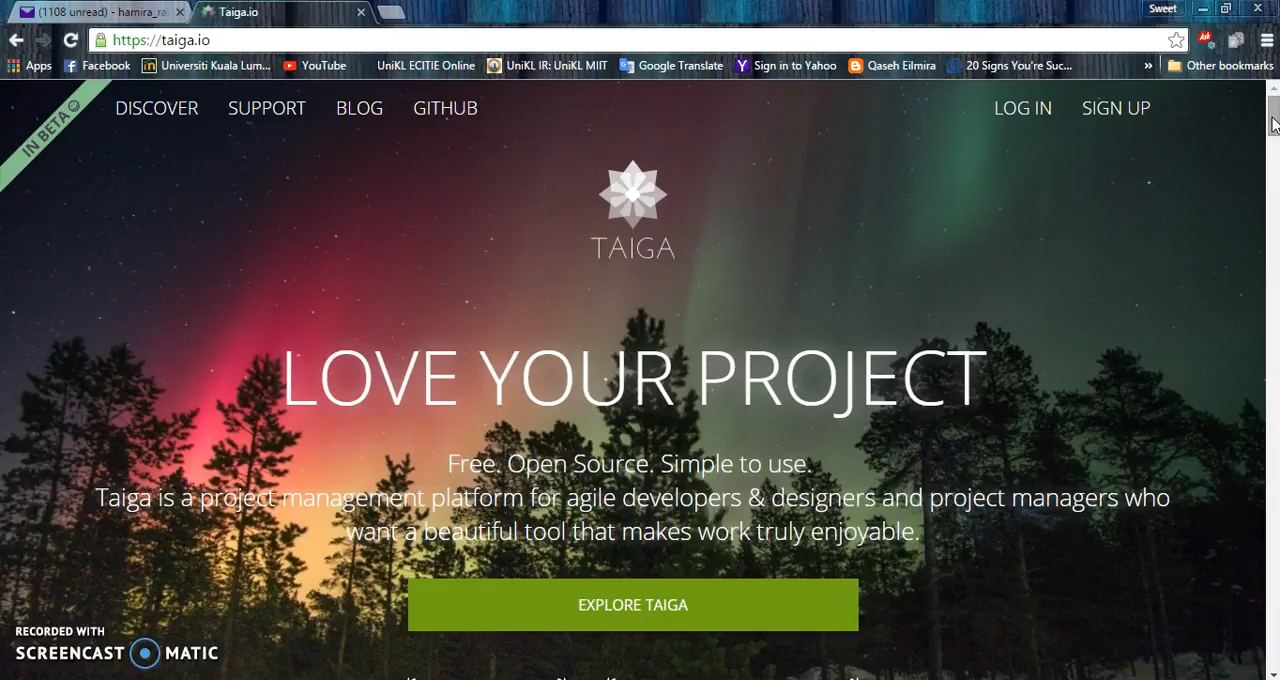 (1108 unread) - hamira_ra
Taiga.io
Sweet
https://taiga.io
Ask
Apps
Facebook
in
Universiti Kuala Lum...
YouTube
UniKL ECITIE Online
UniKL IR: UniKL MIIT
Google Translate
Sign in to Yahoo
Qaseh Eilmira
20 Signs You're Suc...
»
Other bookmarks
IN BETA
DISCOVER
SUPPORT
BLOG
GITHUB
LOG IN
SIGN UP
TAIGA
LOVE YOUR PROJECT
Free. Open Source. Simple to use.
Taiga is a project management platform for agile developers & designers and project managers who
want a beautiful tool that makes work truly enjoyable.
EXPLORE TAIGA
RECORDED WITH
SCREENCAST MATIC